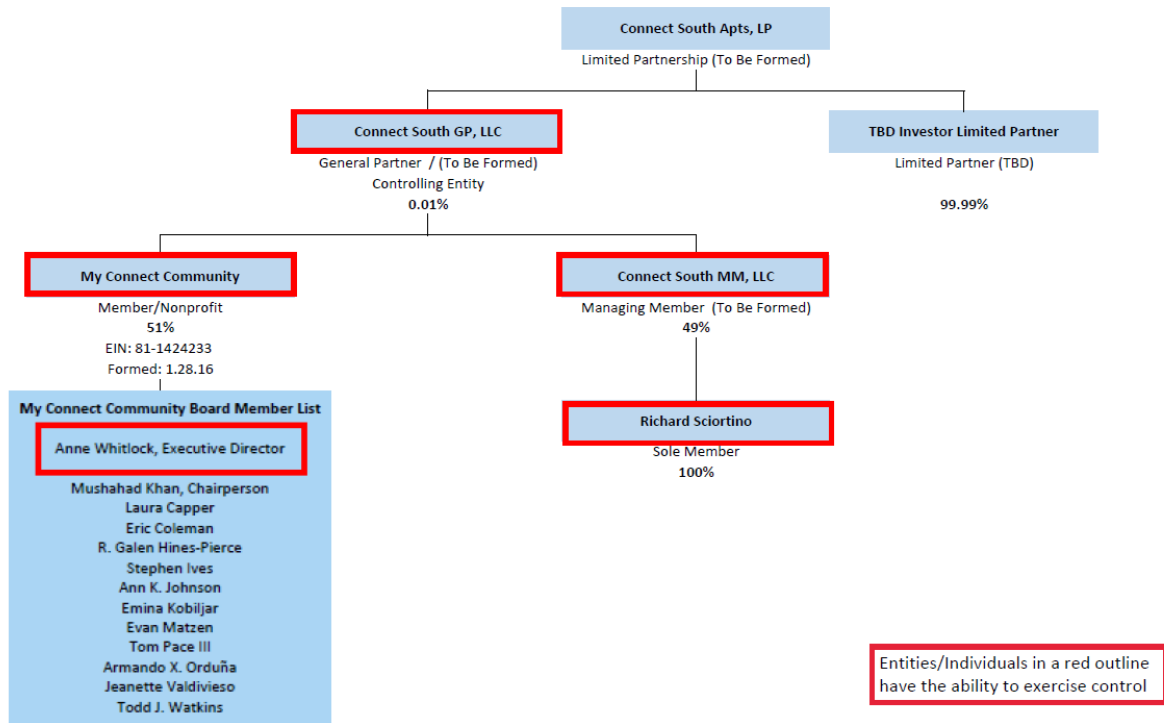 Connect South Apts, LP
Limited Partnership (To Be Formed)
Connect South GP, LLC
General Partner / (To Be Formed)
Controlling Entity
0.01%
TBD Investor Limited Partner
Limited Partner (TBD)
99.99%
My Connect Community
Member/Nonprofit
51%
EIN: 81-1424233
Formed: 1.28.16
Connect South MM, LLC
Managing Member (To Be Formed)
49%
My Connect Community Board Member List
Anne Whitlock, Executive Director
Mushahad Khan, Chairperson
Laura Capper
Eric Coleman
R. Galen Hines-Pierce
Stephen Ives
Ann K. Johnson
Emina Kobiljar
Evan Matzen
Tom Pace III
Armando X. Orduña
Jeanette Valdivieso
Todd J. Watkins
Richard Sciortino
Sole Member
100%
Entities/Individuals in a red outline
have the ability to exercise control